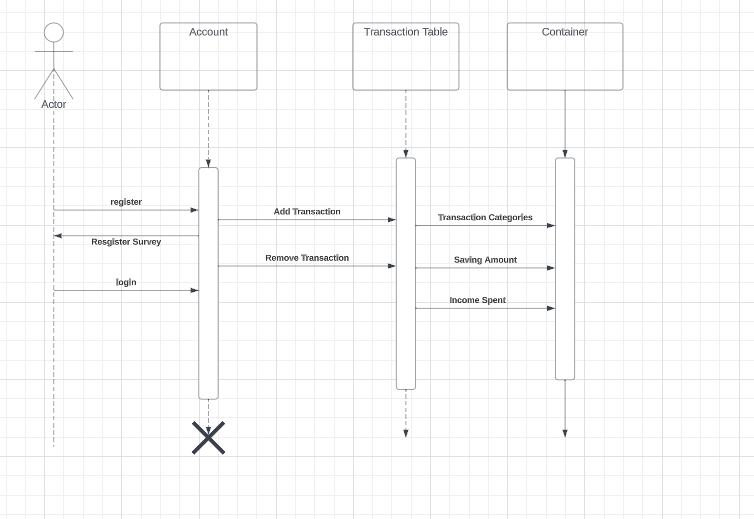 Account
Transaction Table
Container
Actor
register
Add Transaction
Transaction Categories
Resgister Survey
Remove Transaction
Saving Amount
login
Income Spent